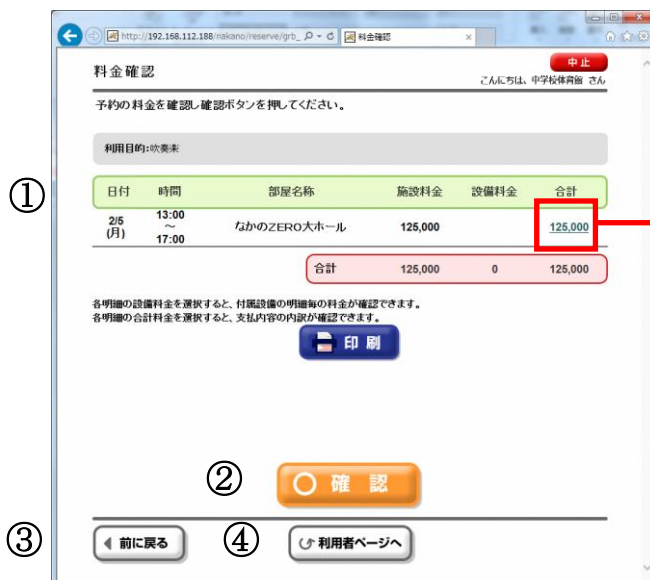 http://192.168.112.188/nakano/reserve/grb_
料金確認
×
料金確認
中止
こんにちは、中学校体育館 さん
予約の料金を確認し確認ボタンを押してください。
利用目的:吹奏楽
①
日付 時間 部屋名称 施設料金 設備料金 合計
2/5 (月) 13:00 ～ 17:00 なかのZERO大ホール 125,000 125,000
合計 125,000 0 125,000
各明細の設備料金を選択すると、付属設備の明細毎の料金が確認できます。
各明細の合計料金を選択すると、支払内容の内訳が確認できます。
印刷
② 確認
③ 前に戻る ④ 利用者ページへ